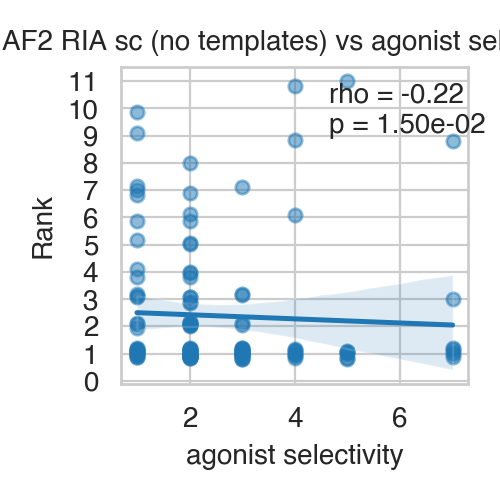 AF2 RIA sc (no templates) vs agonist sel
rho = -0.22
p = 1.50e-02
11
10
9
8
7
6
5
4
3
2
1
0
Rank
2 4 6
agonist selectivity